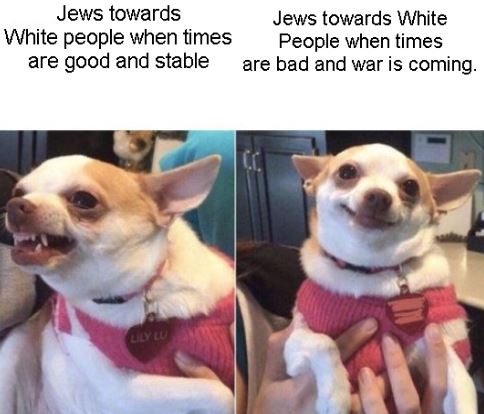 Jews towards
White people when times
are good and stable
Jews towards White
People when times
are bad and war is coming.
LILY LU